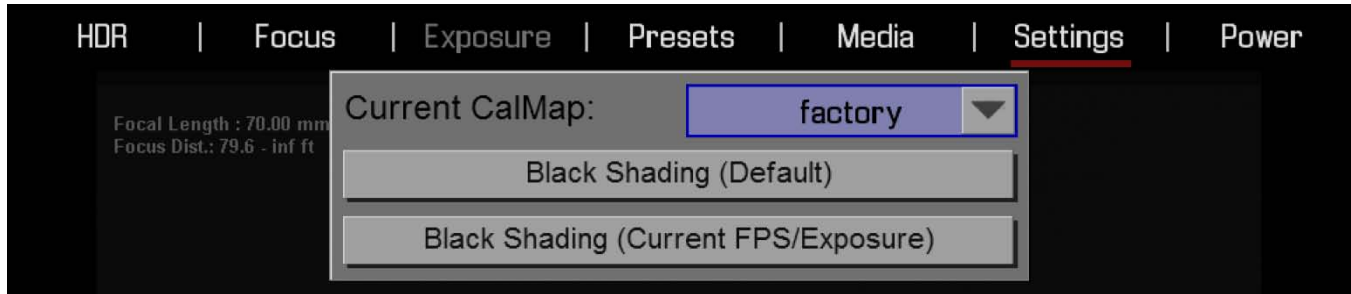 HDR | Focus | Exposure | Presets | Media | Settings | Power
Focal Length : 70.00 mm
Focus Dist.: 79.6 - inf ft
Current CalMap: factory
Black Shading (Default)
Black Shading (Current FPS/Exposure)